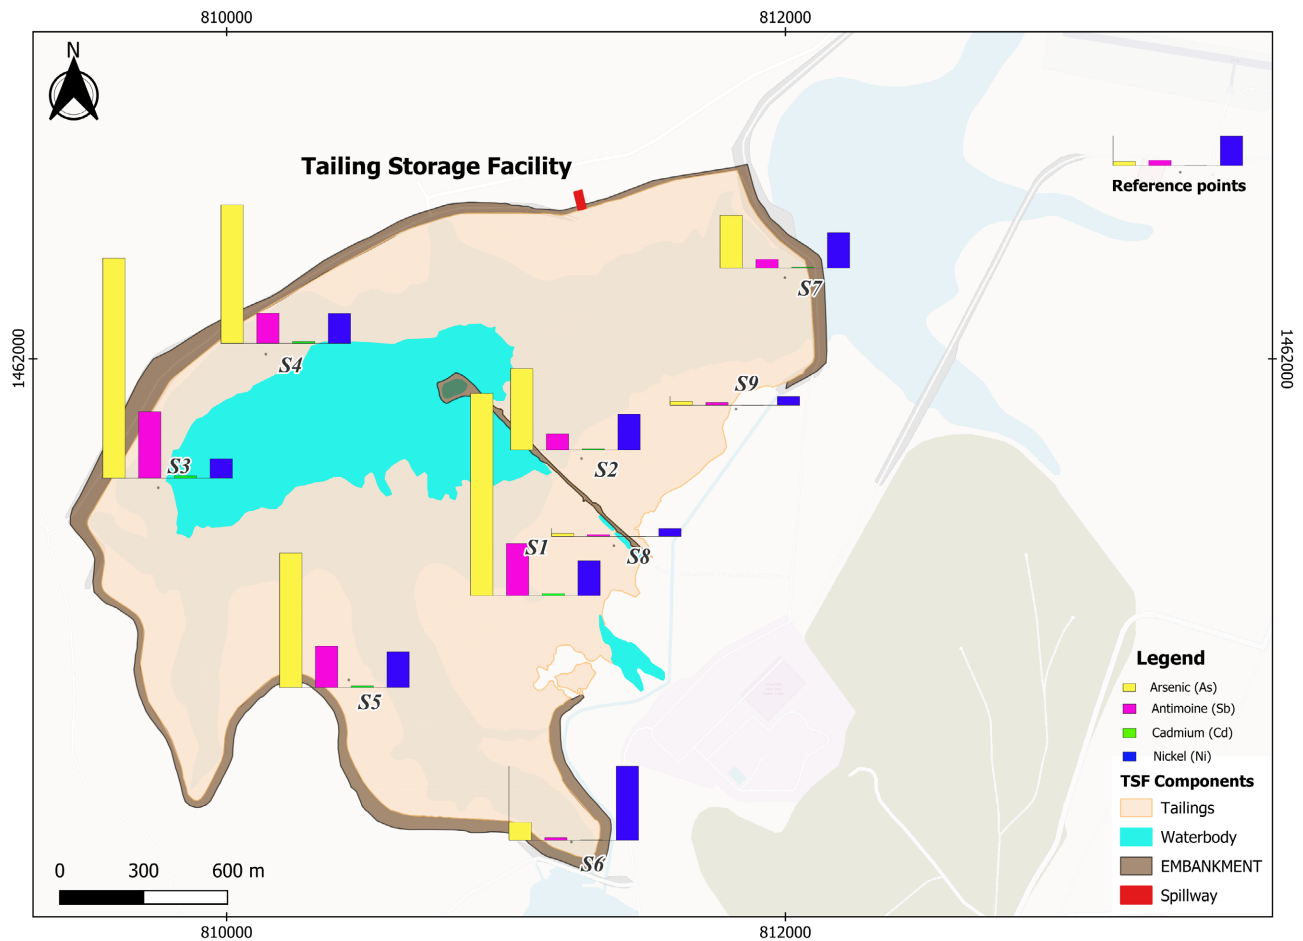 810000
812000
N
Tailing Storage Facility
Reference points
S7
1462000
1462000
S4
S9
S3
S2
S1
S8
S5
Legend
Arsenic (As)
Antimoine (Sb)
Cadmium (Cd)
Nickel (Ni)
TSF Components
Tailings
Waterbody
EMBANKMENT
Spillway
S6
0 300 600 m
810000
812000